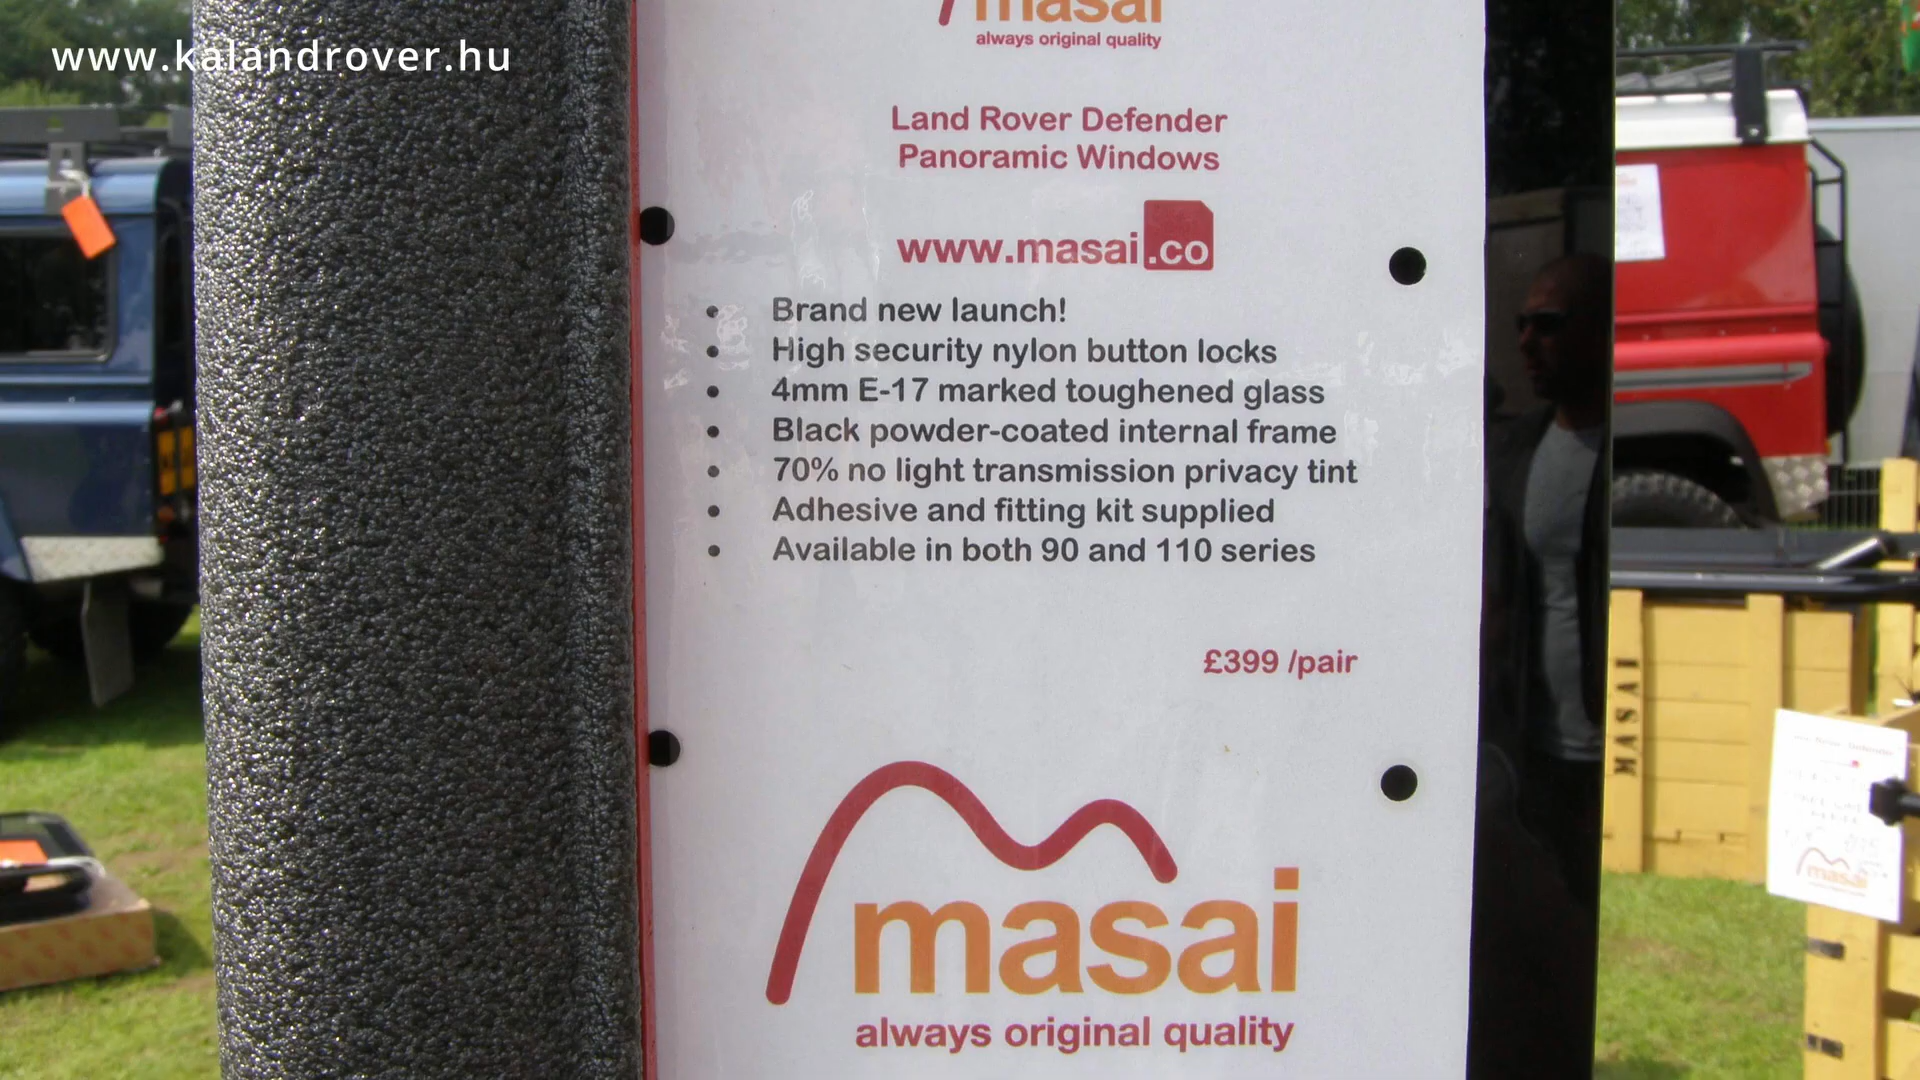 www.kalandrover.hu
masai
always original quality
Land Rover Defender
Panoramic Windows
www.masai.co
• Brand new launch!
• High security nylon button locks
• 4mm E-17 marked toughened glass
• Black powder-coated internal frame
• 70% no light transmission privacy tint
• Adhesive and fitting kit supplied
• Available in both 90 and 110 series
£399 /pair
masai
always original quality
MASAI
masai